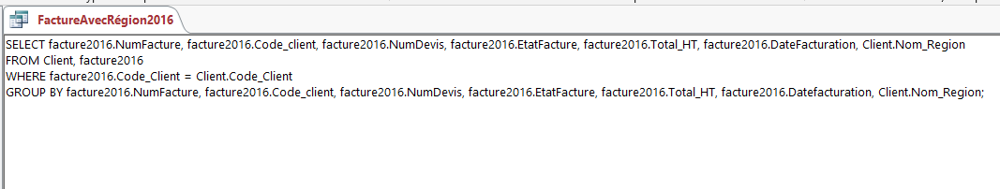 FactureAvecRégion2016
SELECT facture2016.NumFacture, facture2016.Code_client, facture2016.NumDevis, facture2016.EtatFacture, facture2016.Total_HT, facture2016.DateFacturation, Client.Nom_Region
FROM Client, facture2016
WHERE facture2016.Code_Client = Client.Code_Client
GROUP BY facture2016.NumFacture, facture2016.Code_client, facture2016.NumDevis, facture2016.EtatFacture, facture2016.Total_HT, facture2016.Datefacturation, Client.Nom_Region;